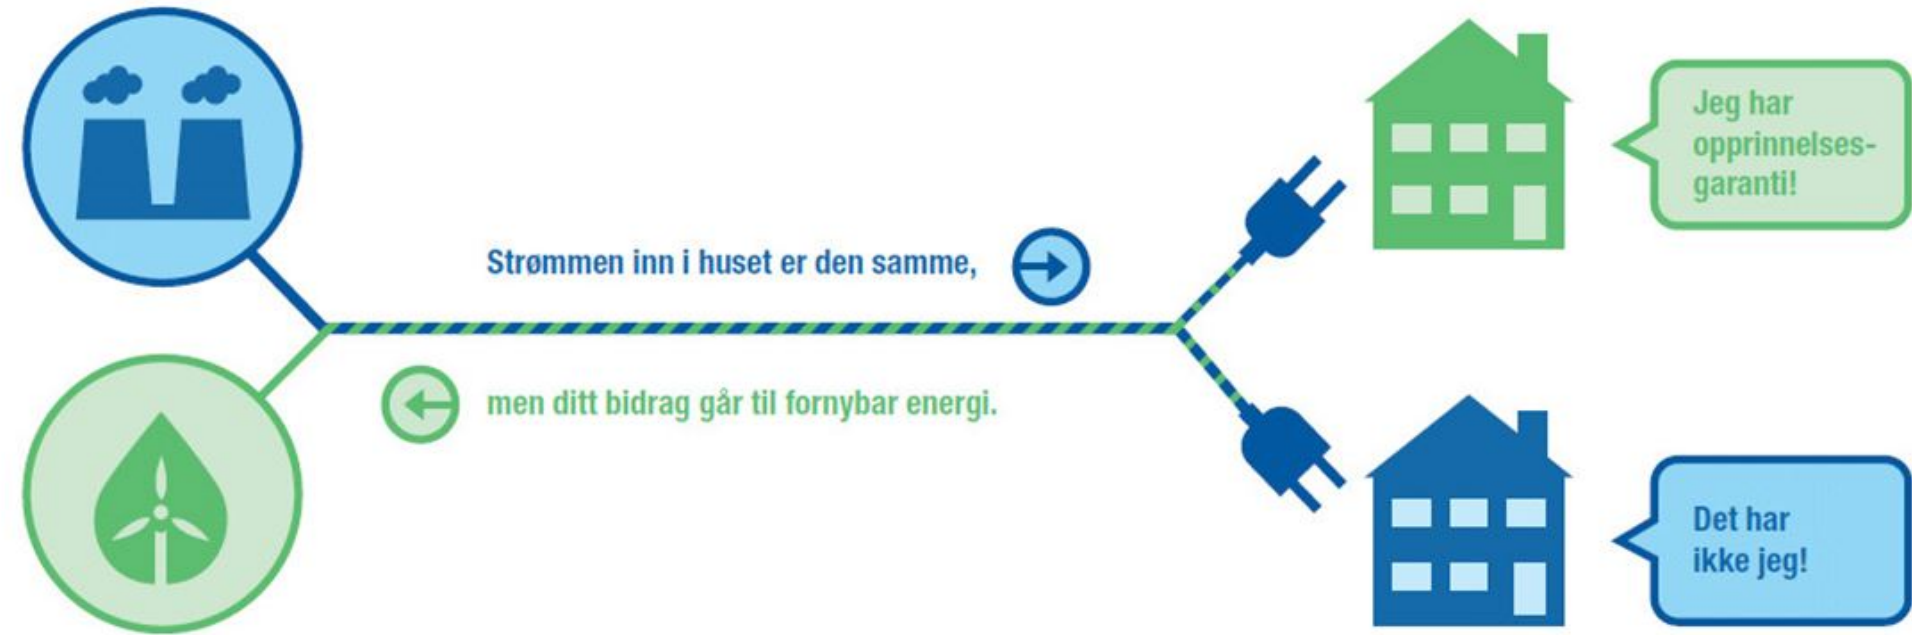 Strømmen inn i huset er den samme,
men ditt bidrag går til fornybar energi.
Jeg har
opprinnelses-
garanti!
Det har
ikke jeg!